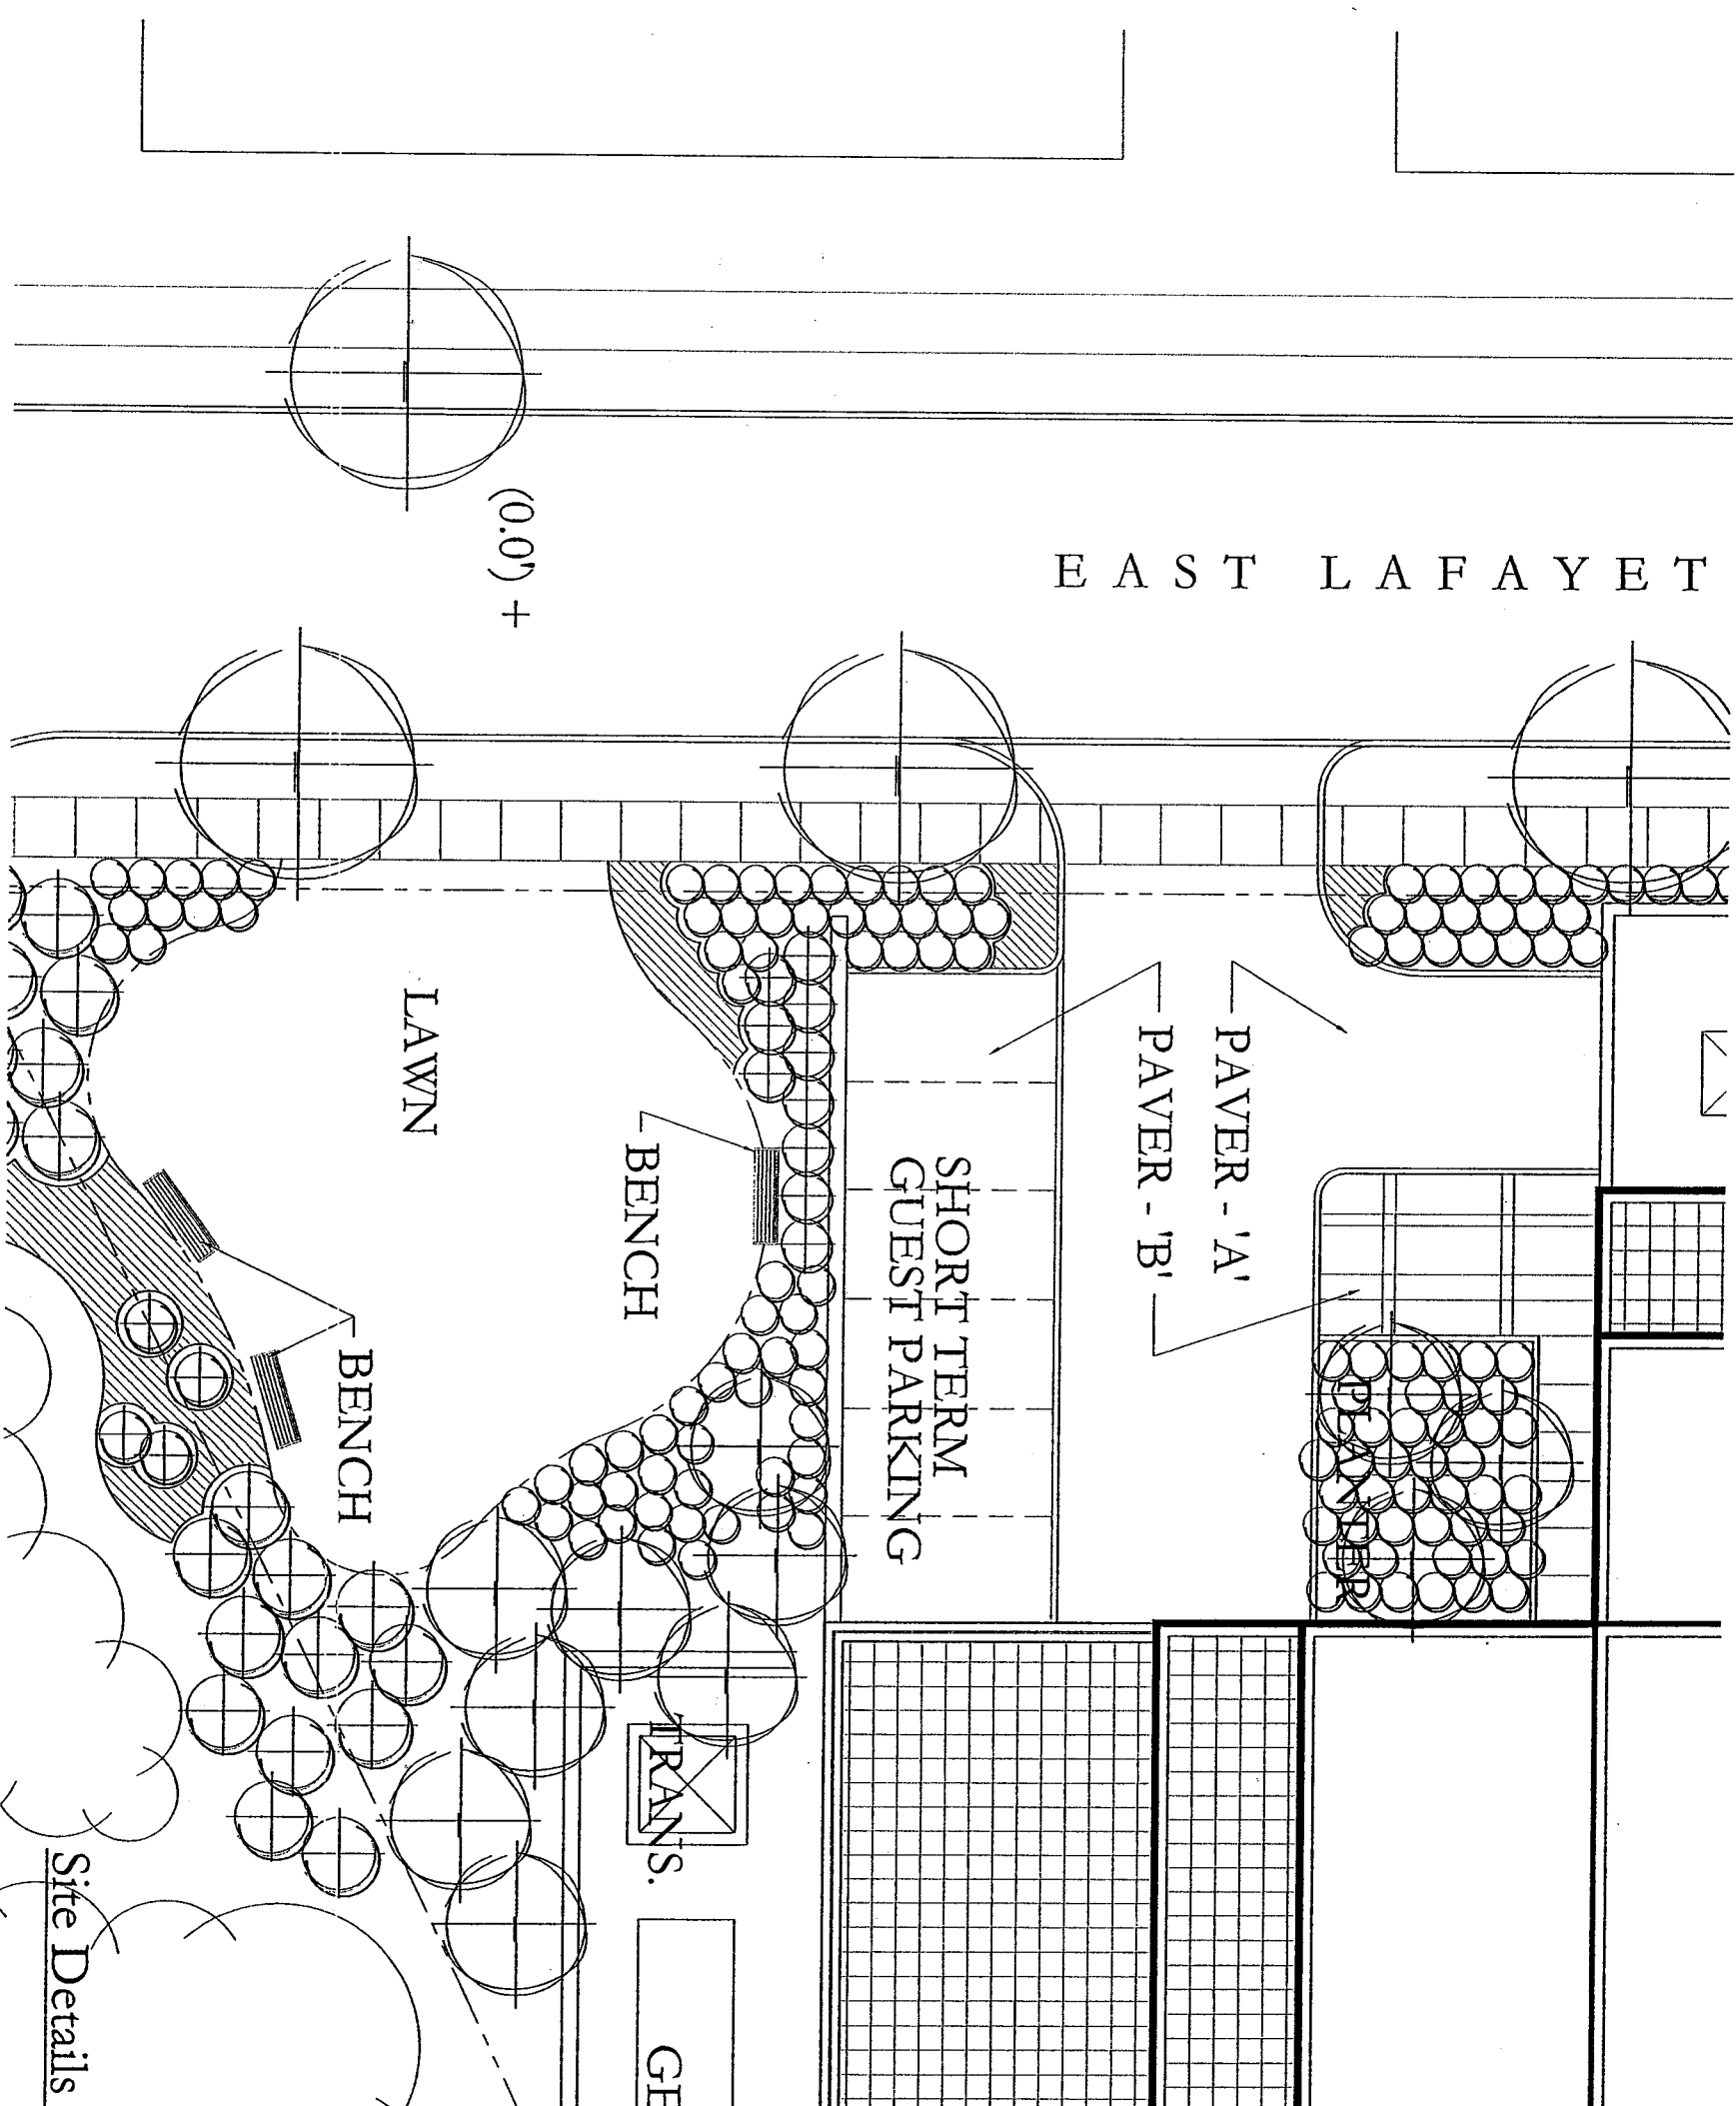 EAST LAFAYET
(0.0') +
PAVER - 'A'
PAVER - 'B'
SHORT TERM
GUEST PARKING
PLANTER
LAWN
BENCH
BENCH
TRANS.
GE
Site Details